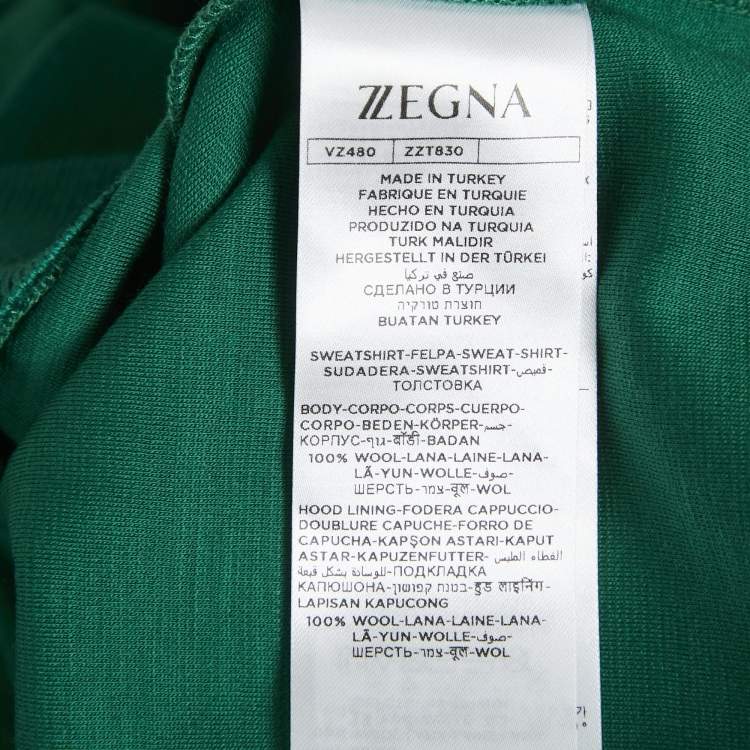 ZZEGNA
VZ480 ZZT830
MADE IN TURKEY
FABRIQUE EN TURQUIE
HECHO EN TURQUIA
PRODUZIDO NA TURQUIA
TURK MALIDIR
HERGESTELLT IN DER TÜRKEI
صنع في تركيا
СДЕЛАНО В ТУРЦИИ
תוצרת טורקיה
BUATAN TURKEY
SWEATSHIRT-FELPA-SWEAT-SHIRT-
SUDADERA-SWEATSHIRT-قميص-
ТОЛСТОВКА
BODY-CORPO-CORPS-CUERPO-
CORPO-BEDEN-KÖRPER-جسم-
КОРПУС-גוף-बॉडी-BADAN
100% WOOL-LANA-LAINE-LANA-
LÃ-YUN-WOLLE-صوف-
ШЕРСТЬ-צמר-वूल-WOL
HOOD LINING-FODERA CAPPUCCIO-
DOUBLURE CAPUCHE-FORRO DE
CAPUCHA-KAPŞON ASTARI-KAPUT
ASTAR-KAPUZENFUTTER-الغطاء الملبس
للوسادة بشكل قبعة-ПОДКЛАДКА
КАПЮШОНА-בטנת קפושון-हुड लाइनिंग-
LAPISAN KAPUCONG
100% WOOL-LANA-LAINE-LANA-
LÃ-YUN-WOLLE-صوف-
ШЕРСТЬ-צמר-वूल-WOL